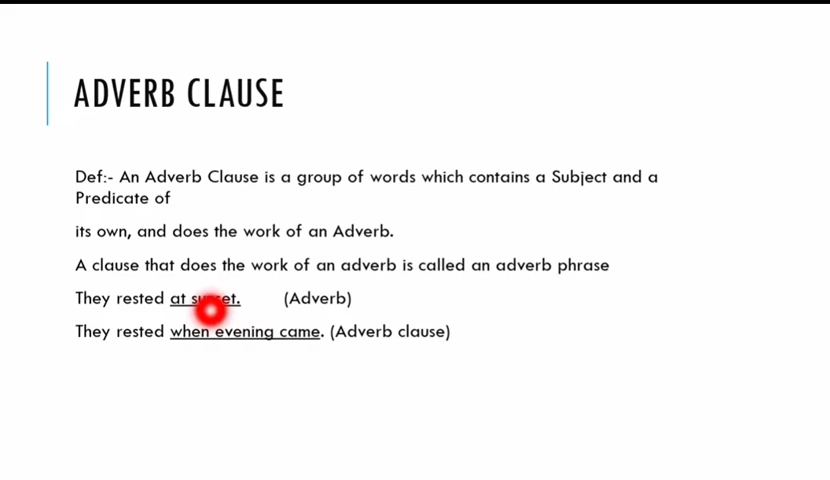 ADVERB CLAUSE
Def:- An Adverb Clause is a group of words which contains a Subject and a
Predicate of
its own, and does the work of an Adverb.
A clause that does the work of an adverb is called an adverb phrase
They rested at sunset. (Adverb)
They rested when evening came. (Adverb clause)